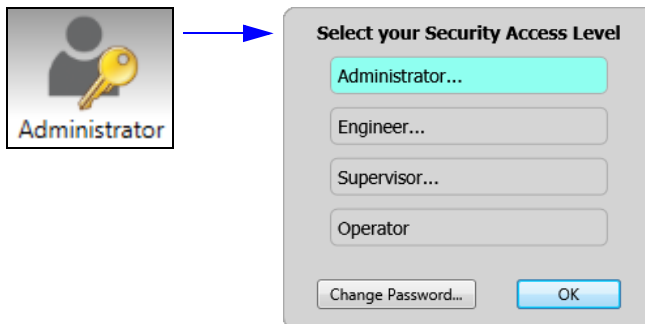 Administrator
Select your Security Access Level
Administrator...
Engineer...
Supervisor...
Operator
Change Password...
OK